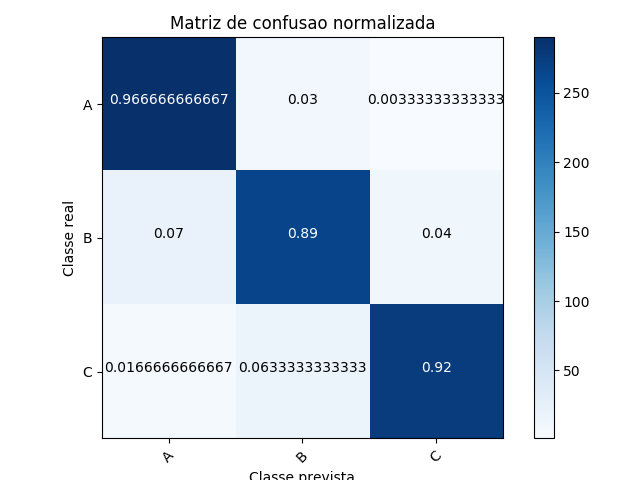 Matriz de confusao normalizada
Classe real
A
0.966666666667
0.03
0.00333333333333
B
0.07
0.89
0.04
C
0.0166666666667
0.0633333333333
0.92
A
B
C
Classe prevista
250
200
150
100
50